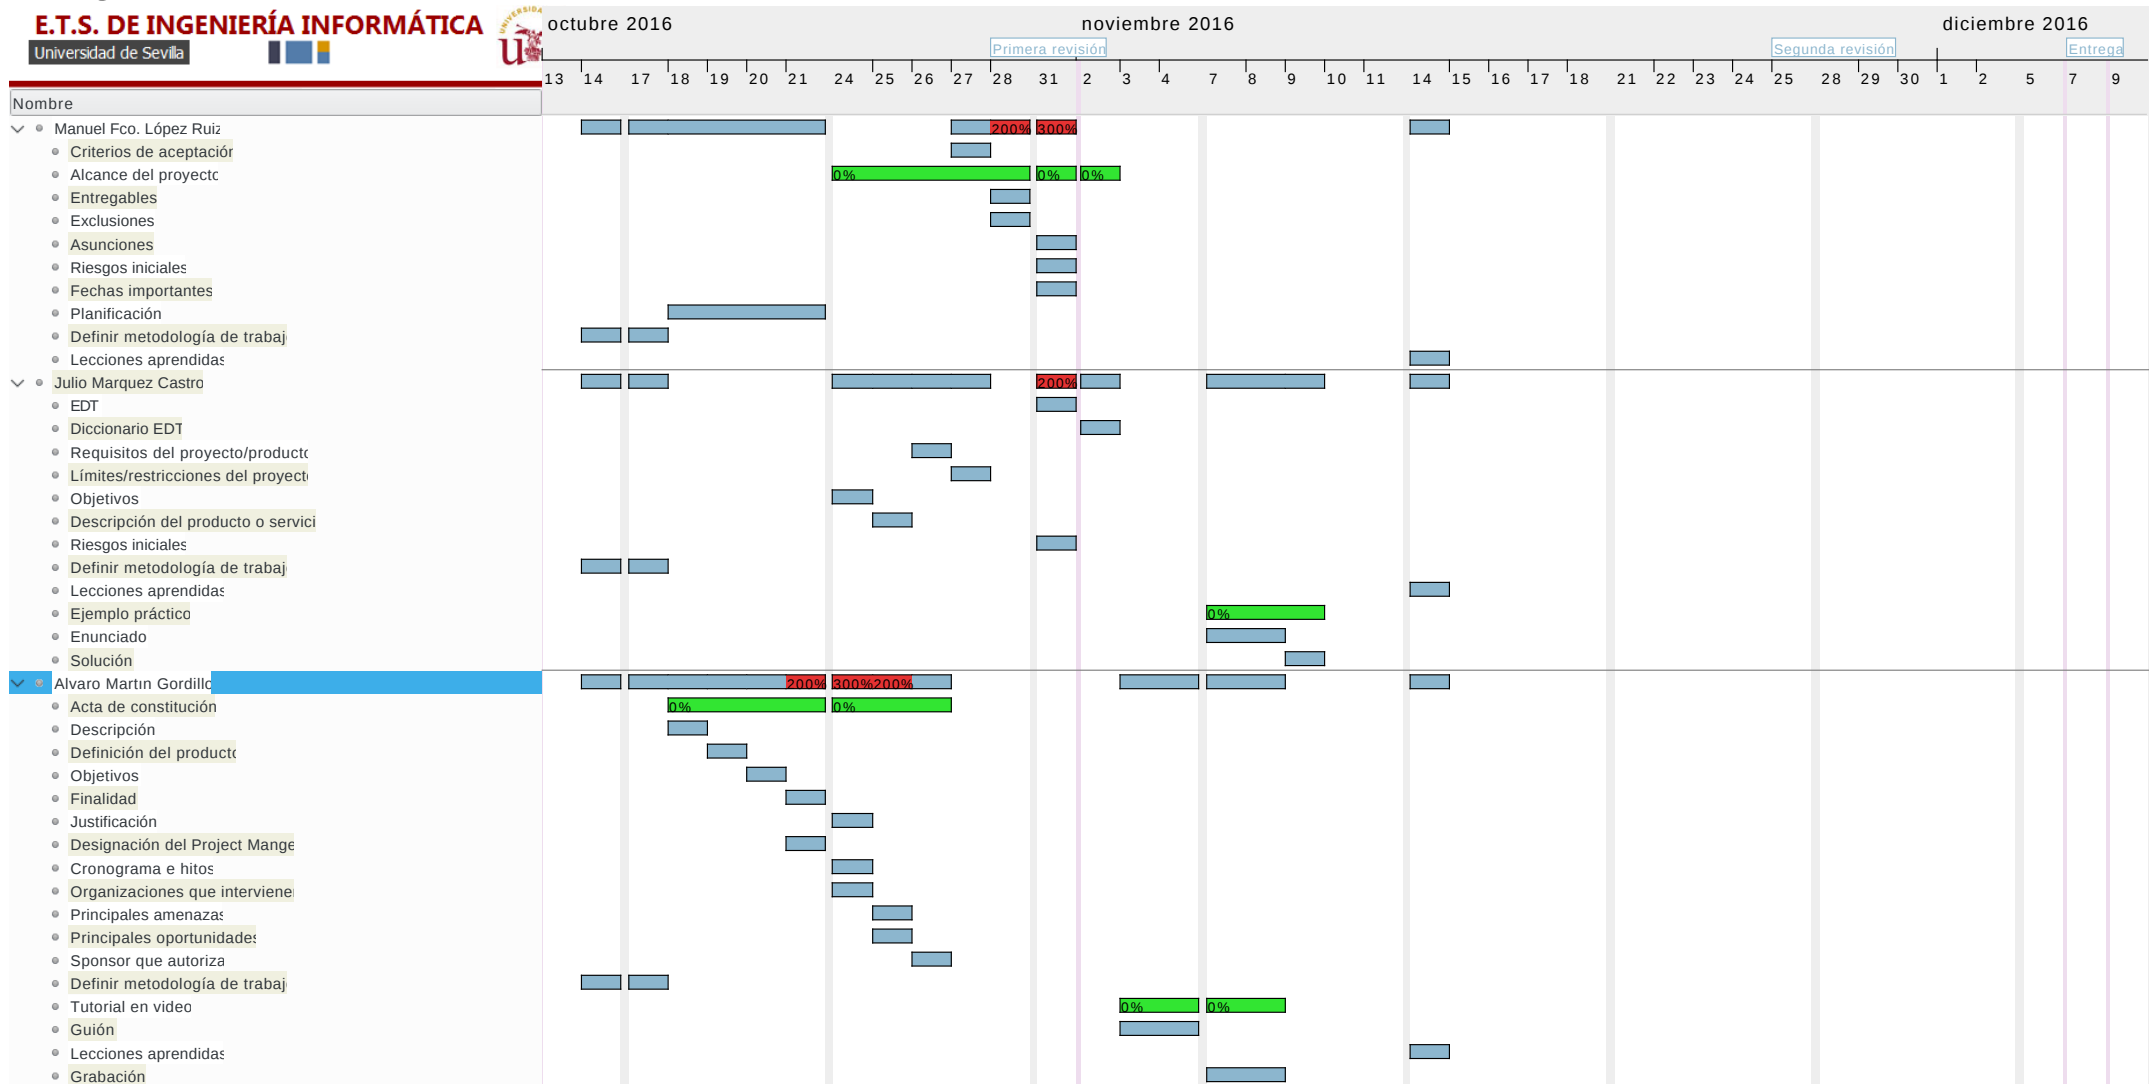 E.T.S. DE INGENIERÍA INFORMÁTICA
Universidad de Sevilla
octubre 2016 noviembre 2016 diciembre 2016
Primera revisión Segunda revisión Entrega
13 14 17 18 19 20 21 24 25 26 27 28 31 2 3 4 7 8 9 10 11 14 15 16 17 18 21 22 23 24 25 28 29 30 1 2 5 7 9
Nombre
Manuel Fco. López Ruiz 200% 300%
Criterios de aceptación
Alcance del proyecto 0% 0% 0%
Entregables
Exclusiones
Asunciones
Riesgos iniciales
Fechas importantes
Planificación
Definir metodología de trabaj
Lecciones aprendidas
Julio Marquez Castro 200%
EDT
Diccionario EDT
Requisitos del proyecto/producto
Límites/restricciones del proyect
Objetivos
Descripción del producto o servici
Riesgos iniciales
Definir metodología de trabaj
Lecciones aprendidas
Ejemplo práctico 0%
Enunciado
Solución
Alvaro Martin Gordillo 200% 300% 200%
Acta de constitución 0% 0%
Descripción
Definición del producto
Objetivos
Finalidad
Justificación
Designación del Project Mange
Cronograma e hitos
Organizaciones que interviene
Principales amenazas
Principales oportunidades
Sponsor que autoriza
Definir metodología de trabaj
Tutorial en video 0% 0%
Guión
Lecciones aprendidas
Grabación